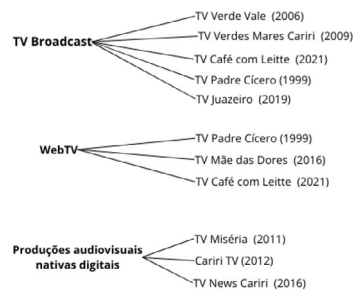 TV Verde Vale (2006)
TV Verdes Mares Cariri (2009)
TV Broadcast
TV Café com Leitte (2021)
TV Padre Cícero (1999)
TV Juazeiro (2019)
TV Padre Cícero (1999)
WebTV
TV Mãe das Dores (2016)
TV Café com Leitte (2021)
TV Miséria (2011)
Produções audiovisuais
nativas digitais
Cariri TV (2012)
TV News Cariri (2016)